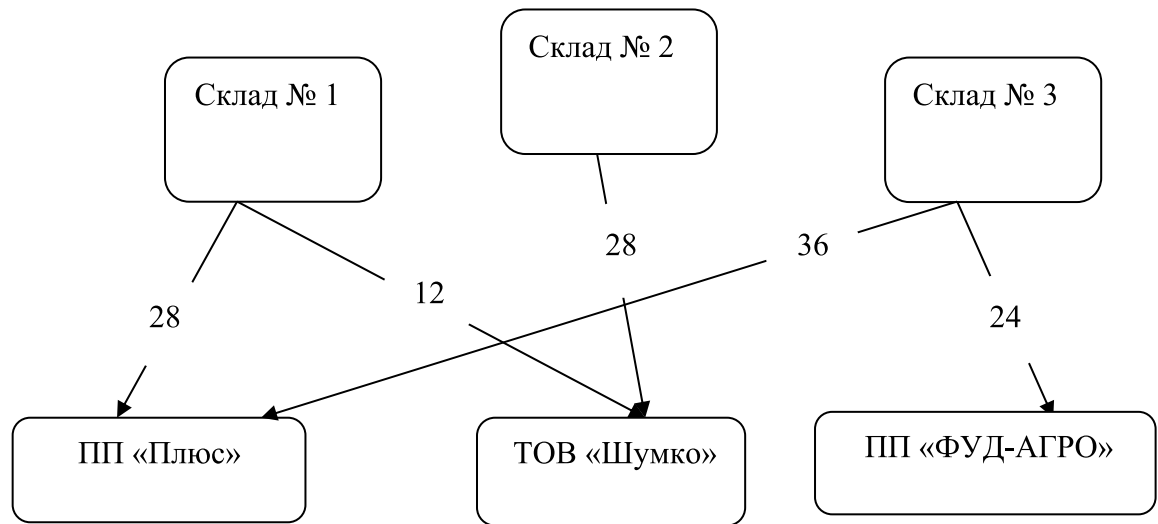 Склад № 1
Склад № 2
Склад № 3
28
12
28
36
24
ПП «Плюс»
ТОВ «Шумко»
ПП «ФУД-АГРО»